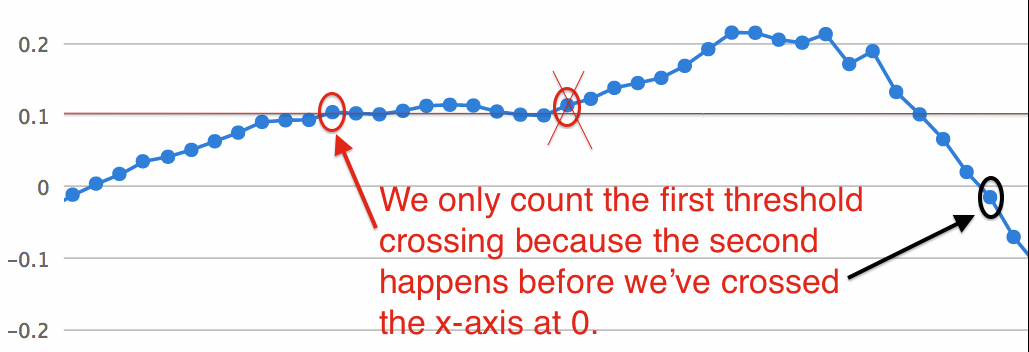 0.2
0.1
0
−0.1
−0.2
We only count the first threshold
crossing because the second
happens before we’ve crossed
the x-axis at 0.